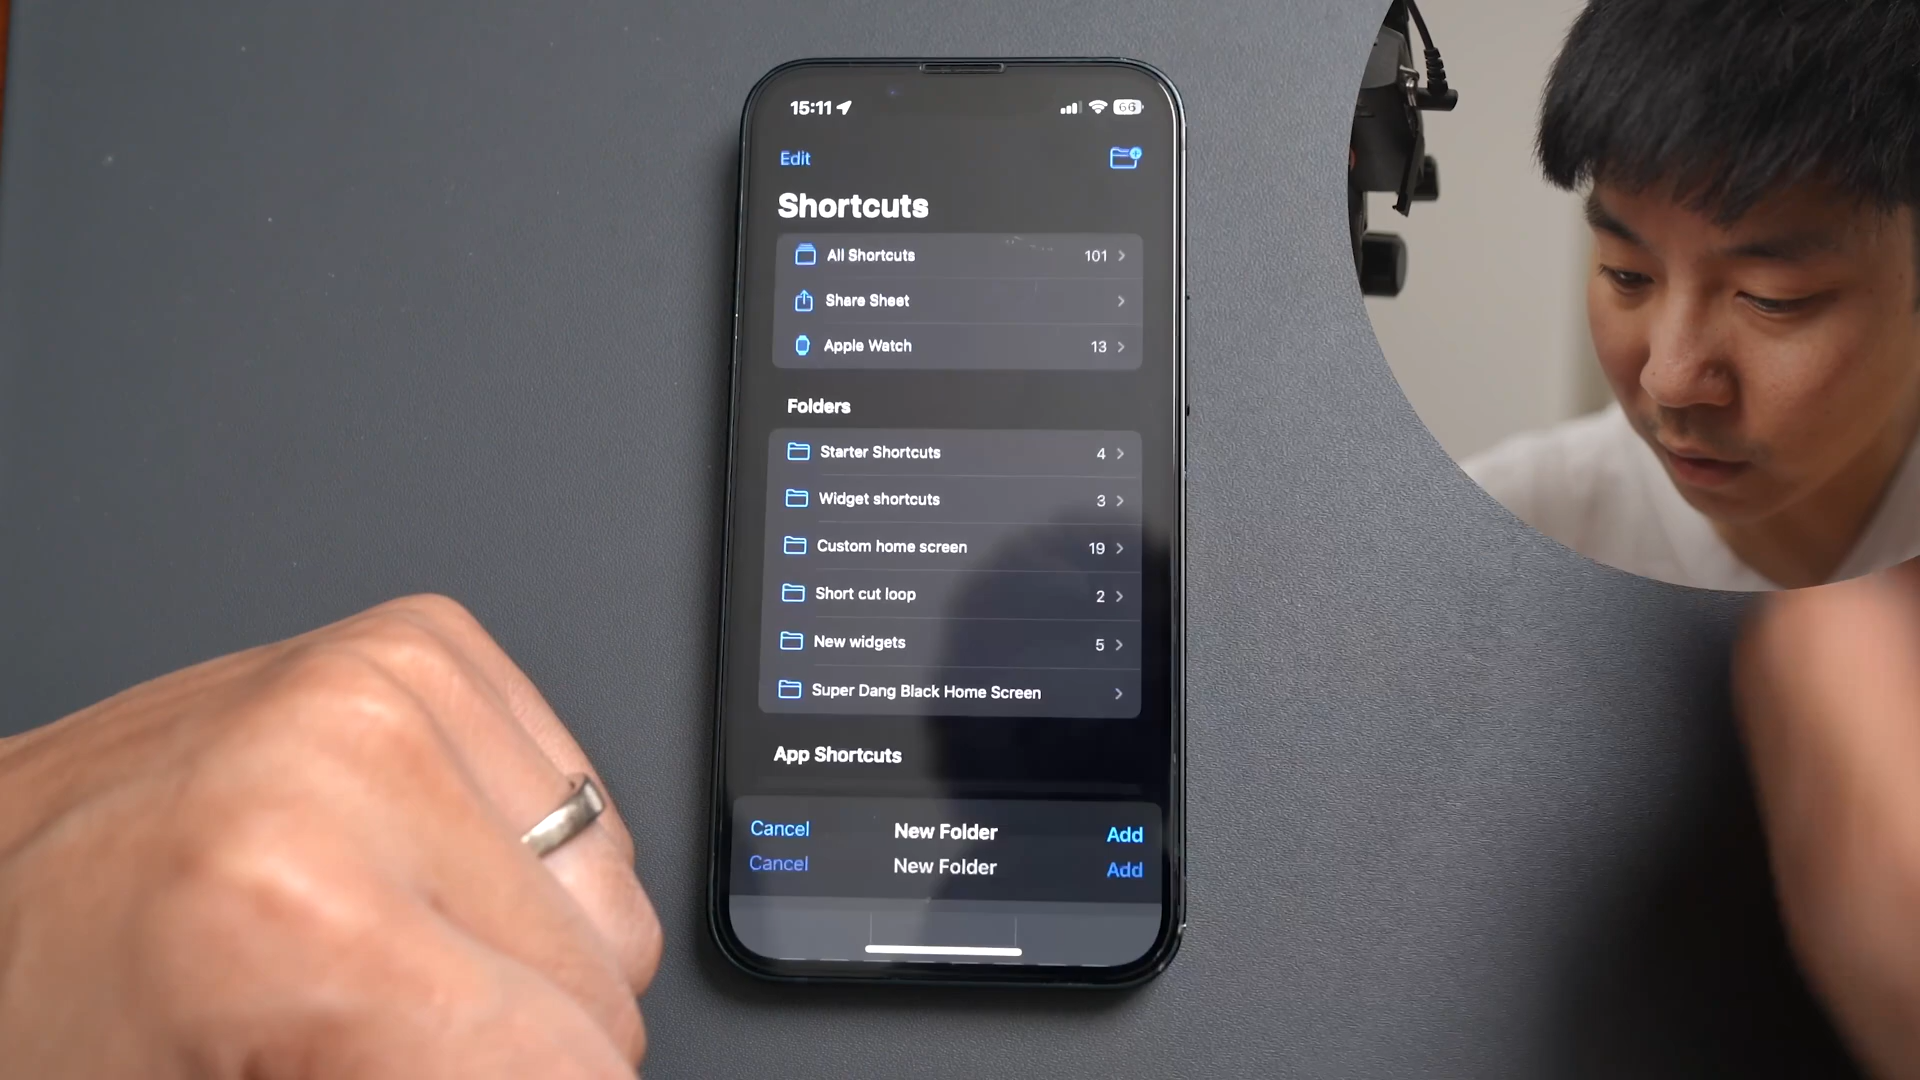 15:11 66
Edit
Shortcuts
All Shortcuts 101
Share Sheet
Apple Watch 13
Folders
Starter Shortcuts 4
Widget shortcuts 3
Custom home screen 19
Short cut loop 2
New widgets 5
Super Dang Black Home Screen
App Shortcuts
Cancel New Folder Add
Cancel New Folder Add